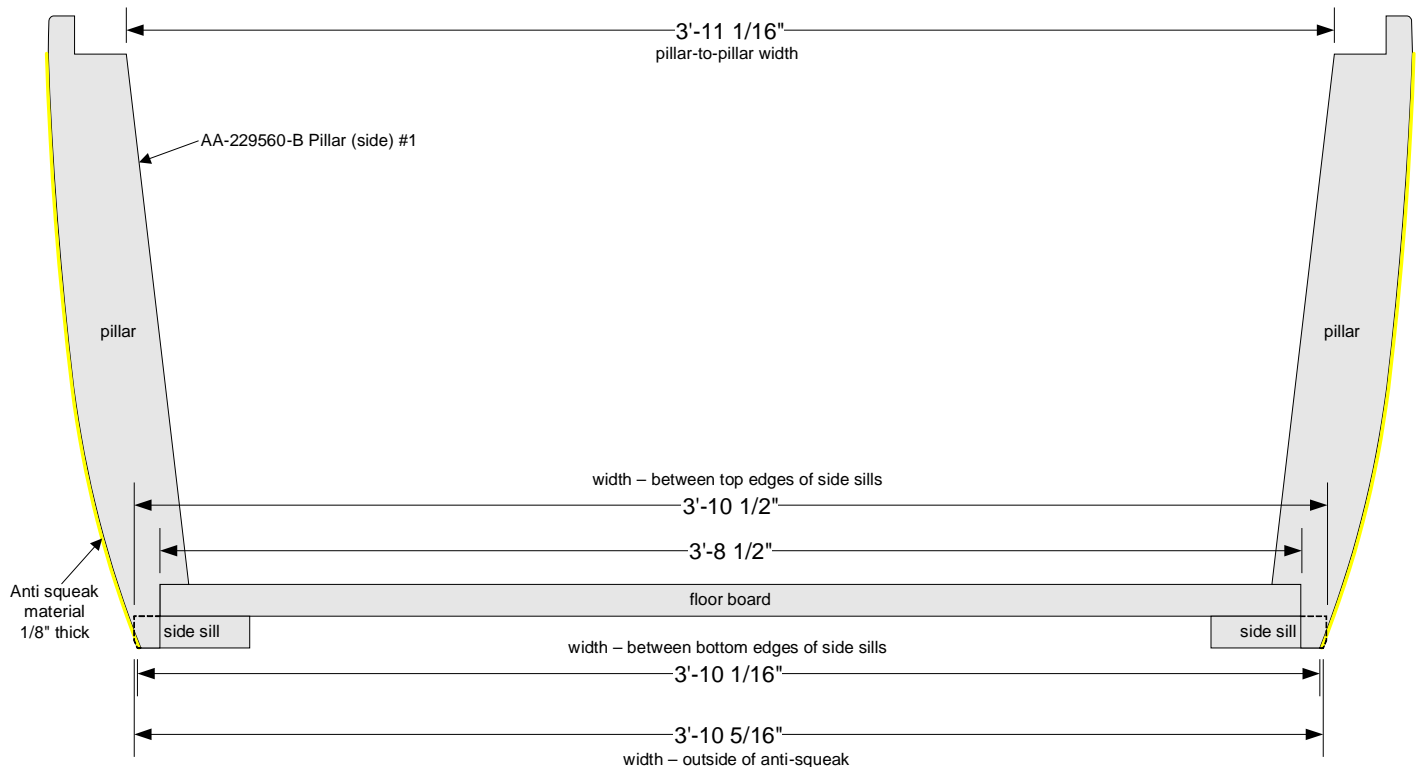 3'-11 1/16"
pillar-to-pillar width
AA-229560-B Pillar (side) #1
pillar
pillar
width – between top edges of side sills
3'-10 1/2"
3'-8 1/2"
Anti squeak
material
1/8" thick
floor board
side sill
side sill
width – between bottom edges of side sills
3'-10 1/16"
3'-10 5/16"
width – outside of anti-squeak